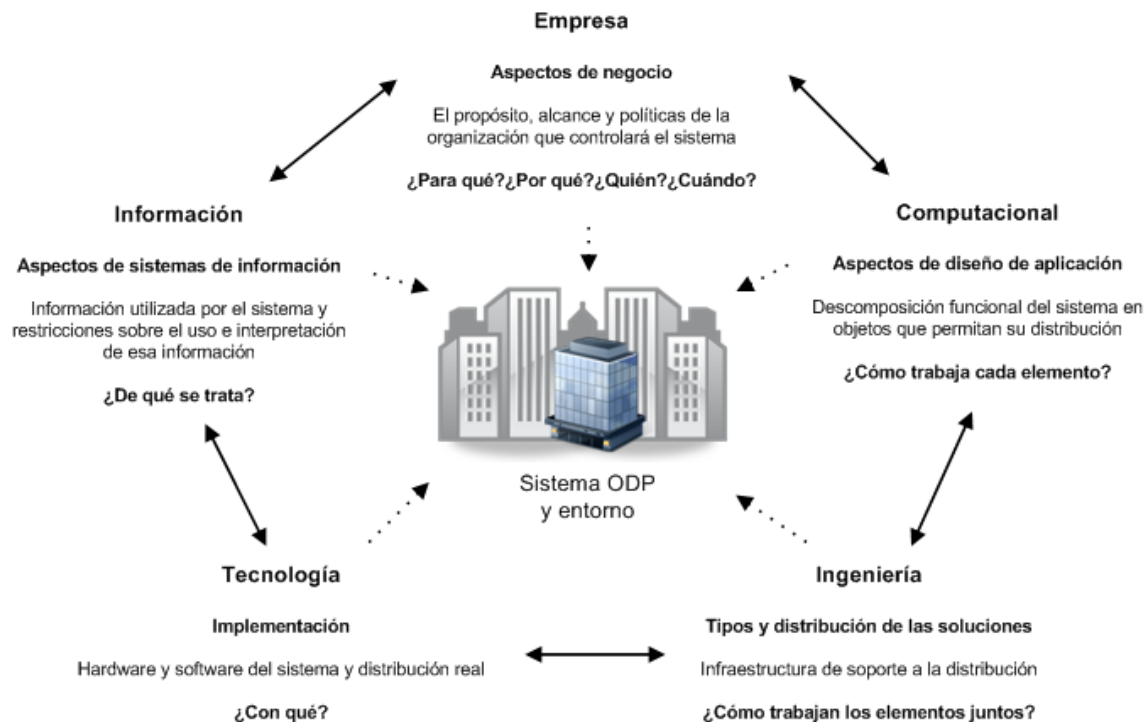 Empresa
Aspectos de negocio
El propósito, alcance y políticas de la
organización que controlará el sistema
¿Para qué?¿Por qué?¿Quién?¿Cuándo?
Información
Aspectos de sistemas de información
Información utilizada por el sistema y
restricciones sobre el uso e interpretación
de esa información
¿De qué se trata?
Computacional
Aspectos de diseño de aplicación
Descomposición funcional del sistema en
objetos que permitan su distribución
¿Cómo trabaja cada elemento?
Sistema ODP
y entorno
Tecnología
Implementación
Hardware y software del sistema y distribución real
¿Con qué?
Ingeniería
Tipos y distribución de las soluciones
Infraestructura de soporte a la distribución
¿Cómo trabajan los elementos juntos?